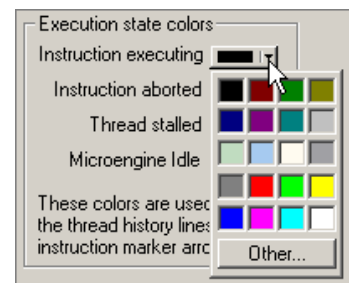 Execution state colors
Instruction executing
Instruction aborted
Thread stalled
Microengine Idle
These colors are used
the thread history lines
instruction marker arro
Other...